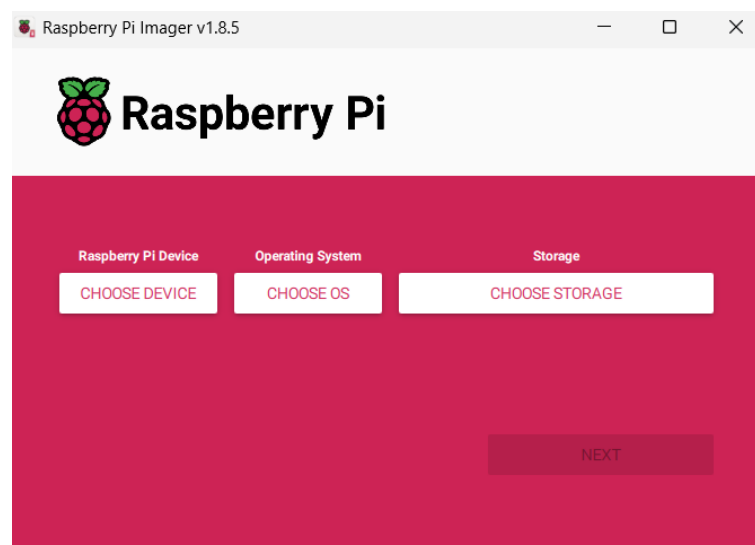 Raspberry Pi Imager v1.8.5
Raspberry Pi
Raspberry Pi Device Operating System Storage
CHOOSE DEVICE CHOOSE OS CHOOSE STORAGE
NEXT